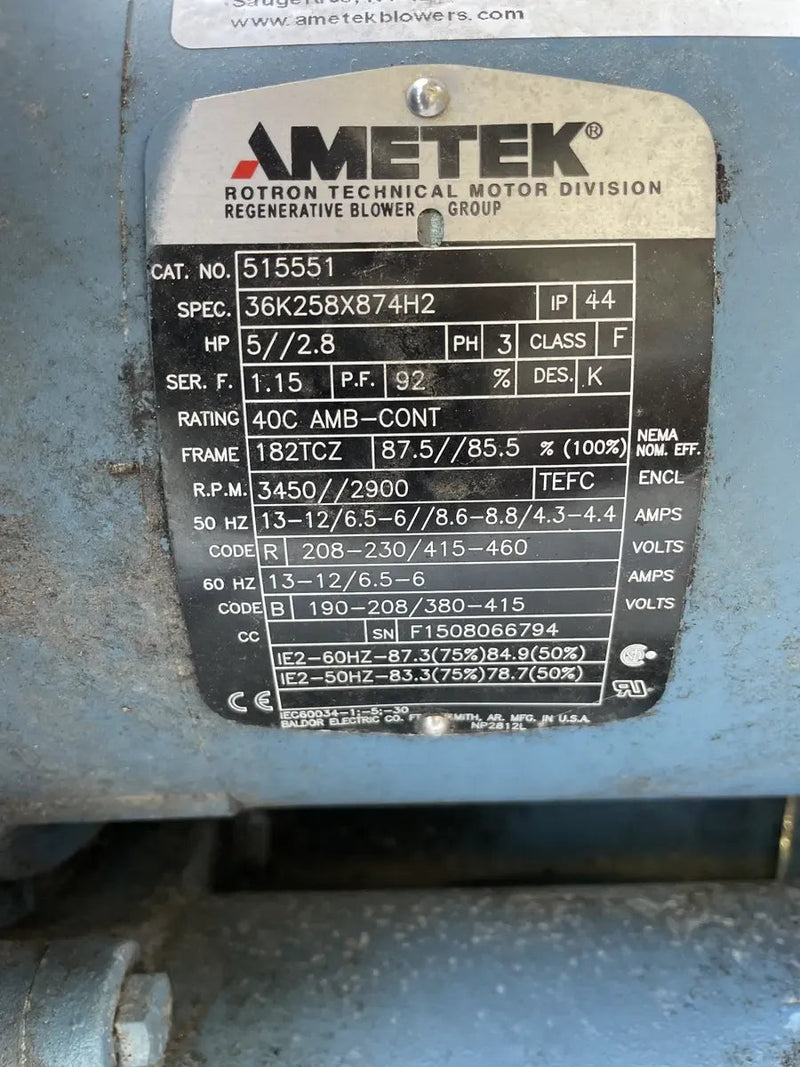 www.ametekblowers.com
AMETEK®
ROTRON TECHNICAL MOTOR DIVISION
REGENERATIVE BLOWER GROUP
CAT. NO. 515551
SPEC. 36K258X874H2 IP 44
HP 5//2.8 PH 3 CLASS F
SER. F. 1.15 P.F. 92 % DES. K
RATING 40C AMB-CONT
FRAME 182TCZ 87.5//85.5 % (100%) NEMA NOM. EFF.
R.P.M. 3450//2900 TEFC ENCL
50 HZ 13-12/6.5-6//8.6-8.8/4.3-4.4 AMPS
CODE R 208-230/415-460 VOLTS
60 HZ 13-12/6.5-6 AMPS
CODE B 190-208/380-415 VOLTS
CC SN F1508066794
IE2-60HZ-87.3(75%)84.9(50%)
IE2-50HZ-83.3(75%)78.7(50%)
CE
IEC60034-1;-5;-30
BALDOR ELECTRIC CO. FT. SMITH, AR. MFG. IN U.S.A.
NP2812L